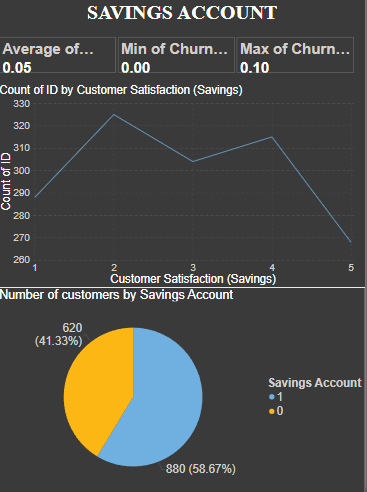 SAVINGS ACCOUNT
Average of... Min of Churn... Max of Churn...
0.05 0.00 0.10
Count of ID by Customer Satisfaction (Savings)
330
320
310
300
290
280
270
260
Count of ID
1 2 3 4 5
Customer Satisfaction (Savings)
Number of customers by Savings Account
620
(41.33%)
Savings Account
1
0
880 (58.67%)